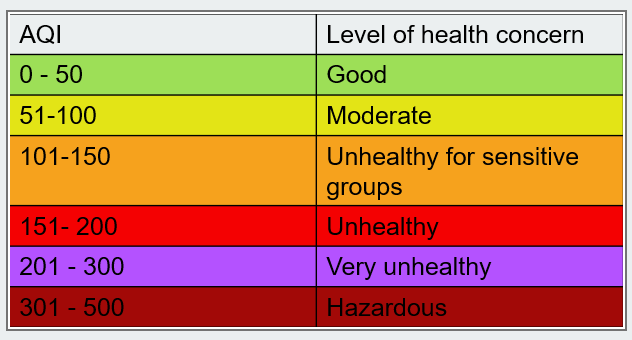 AQI Level of health concern
0 - 50 Good
51-100 Moderate
101-150 Unhealthy for sensitive
groups
151- 200 Unhealthy
201 - 300 Very unhealthy
301 - 500 Hazardous